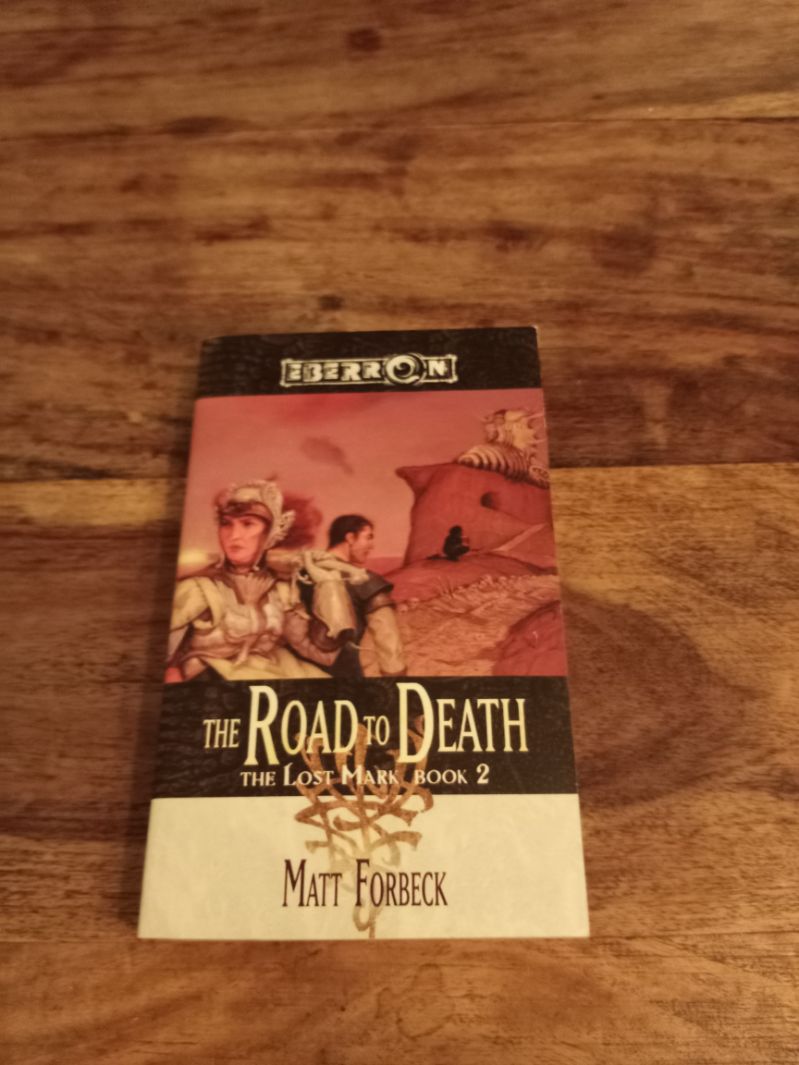 EBERRON
THE ROAD TO DEATH
THE LOST MARK BOOK 2
MATT FORBECK